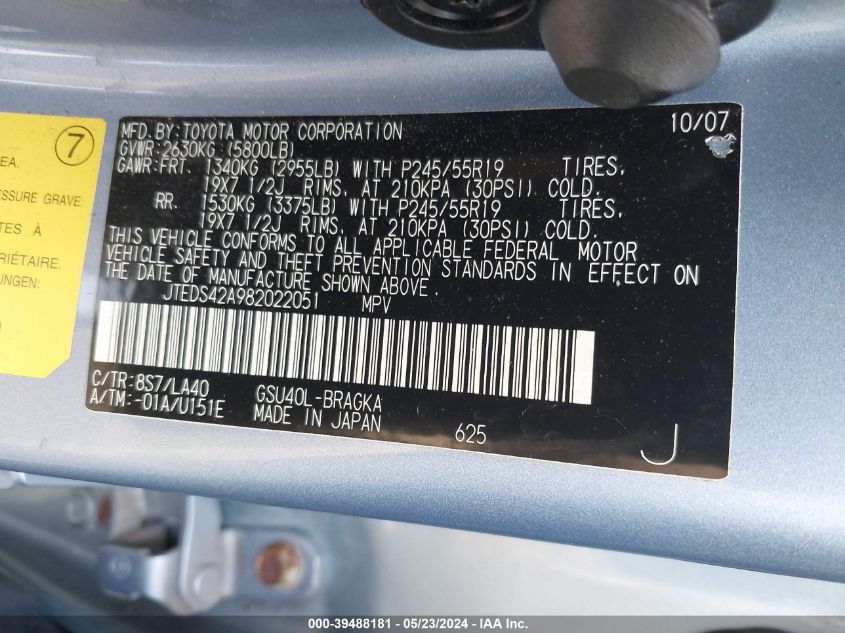 7
EA.
ESSURE GRAVE
TES À
PRIÉTAIRE.
UNGEN:
MFD. BY: TOYOTA MOTOR CORPORATION 10/07
GVWR: 2630KG (5800LB)
GAWR: FRT. 1340KG (2955LB) WITH P245/55R19 TIRES,
19X7 1/2J RIMS, AT 210KPA (30PSI) COLD.
RR. 1530KG (3375LB) WITH P245/55R19 TIRES,
19X7 1/2J RIMS, AT 210KPA (30PSI) COLD.
THIS VEHICLE CONFORMS TO ALL APPLICABLE FEDERAL MOTOR
VEHICLE SAFETY AND THEFT PREVENTION STANDARDS IN EFFECT ON
THE DATE OF MANUFACTURE SHOWN ABOVE.
JTEDS42A982022051 MPV
C/TR: 8S7/LA40 GSU40L-BRAGKA
A/TM: -01A/U151E MADE IN JAPAN 625 J
000-39488181 - 05/23/2024 - IAA Inc.